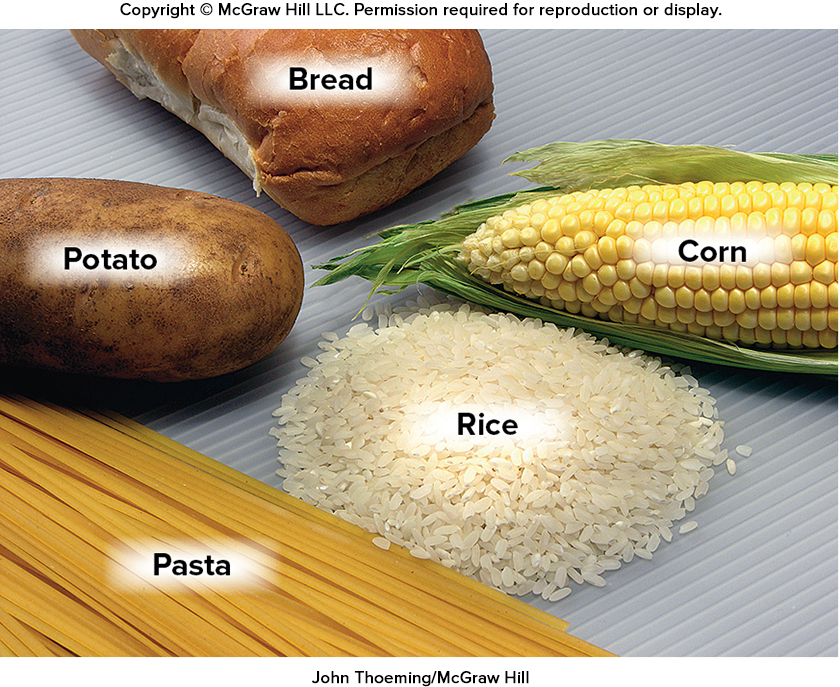 Copyright © McGraw Hill LLC. Permission required for reproduction or display.
Bread
Potato
Corn
Rice
Pasta
John Thoeming/McGraw Hill